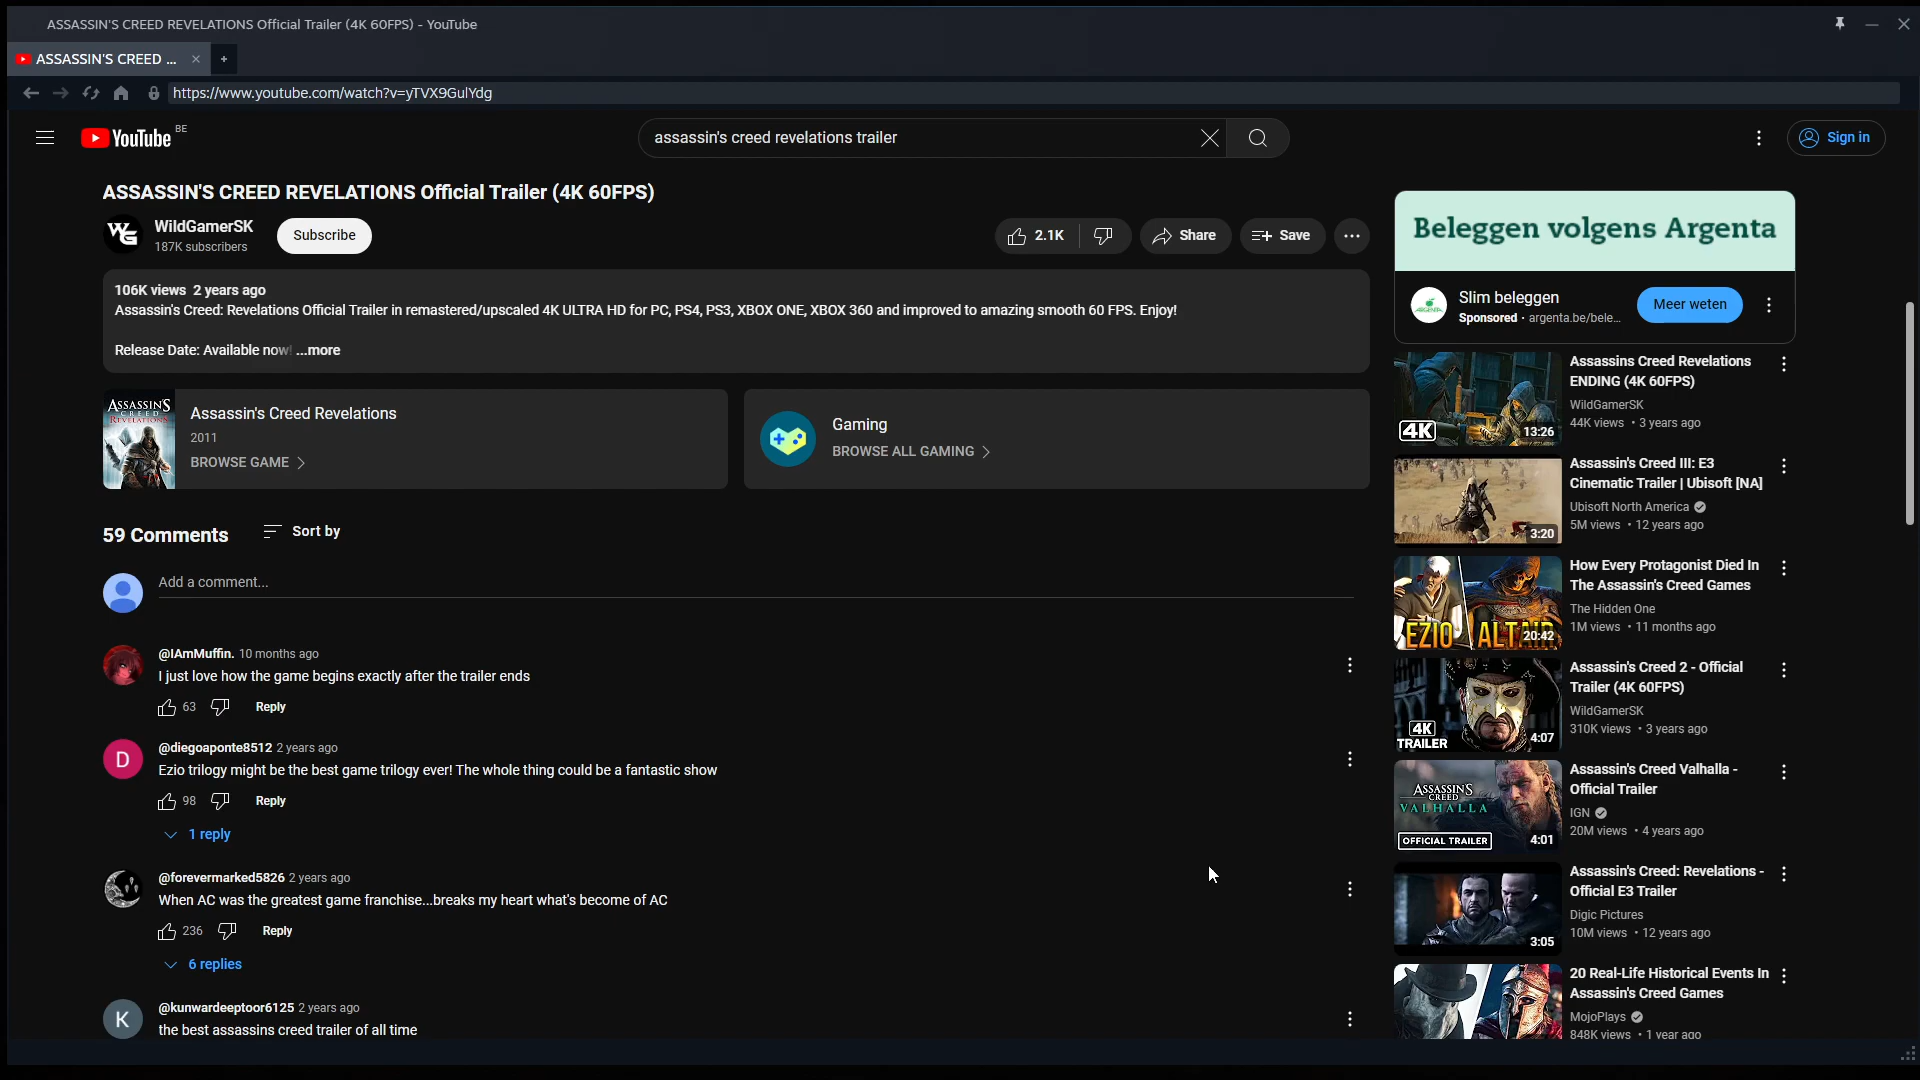 ASSASSIN'S CREED REVELATIONS Official Trailer (4K 60FPS) - YouTube
ASSASSIN'S CREED ...
https://www.youtube.com/watch?v=yTVX9GulYdg
YouTube BE
assassin's creed revelations trailer
Sign in
ASSASSIN'S CREED REVELATIONS Official Trailer (4K 60FPS)
WildGamerSK
187K subscribers
Subscribe
2.1K
Share
Save
106K views 2 years ago
Assassin's Creed: Revelations Official Trailer in remastered/upscaled 4K ULTRA HD for PC, PS4, PS3, XBOX ONE, XBOX 360 and improved to amazing smooth 60 FPS. Enjoy!
Release Date: Available now! ...more
ASSASSIN'S
CREED
REVELATIONS
Assassin's Creed Revelations
2011
BROWSE GAME
Gaming
BROWSE ALL GAMING
59 Comments
Sort by
Add a comment...
@IAmMuffin. 10 months ago
I just love how the game begins exactly after the trailer ends
63
Reply
D
@diegoaponte8512 2 years ago
Ezio trilogy might be the best game trilogy ever! The whole thing could be a fantastic show
98
Reply
1 reply
@forevermarked5826 2 years ago
When AC was the greatest game franchise...breaks my heart what's become of AC
236
Reply
6 replies
K
@kunwardeeptoor6125 2 years ago
the best assassins creed trailer of all time
Beleggen volgens Argenta
ARGENTA
Slim beleggen
Sponsored · argenta.be/bele...
Meer weten
4K
13:26
Assassins Creed Revelations
ENDING (4K 60FPS)
WildGamerSK
44K views • 3 years ago
3:20
Assassin's Creed III: E3
Cinematic Trailer | Ubisoft [NA]
Ubisoft North America
5M views • 12 years ago
EZIO
ALTAIR
20:42
How Every Protagonist Died In
The Assassin's Creed Games
The Hidden One
1M views • 11 months ago
4K
TRAILER
4:07
Assassin's Creed 2 - Official
Trailer (4K 60FPS)
WildGamerSK
310K views • 3 years ago
ASSASSIN'S
CREED
VALHALLA
OFFICIAL TRAILER
4:01
Assassin's Creed Valhalla -
Official Trailer
IGN
20M views • 4 years ago
3:05
Assassin's Creed: Revelations -
Official E3 Trailer
Digic Pictures
10M views • 12 years ago
20 Real-Life Historical Events In
Assassin's Creed Games
MojoPlays
848K views • 1 year ago